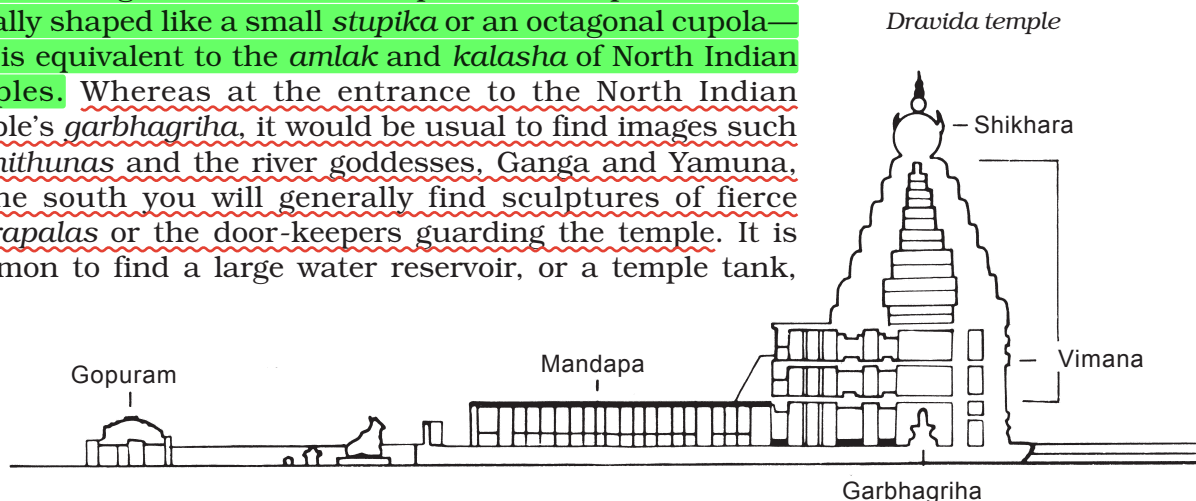 ally shaped like a small stupika or an octagonal cupola—
is equivalent to the amlak and kalasha of North Indian
ples. Whereas at the entrance to the North Indian
ple's garbhagriha, it would be usual to find images such
nithunas and the river goddesses, Ganga and Yamuna,
ne south you will generally find sculptures of fierce
rapalas or the door-keepers guarding the temple. It is
mon to find a large water reservoir, or a temple tank,
Dravida temple
Shikhara
Vimana
Mandapa
Gopuram
Garbhagriha